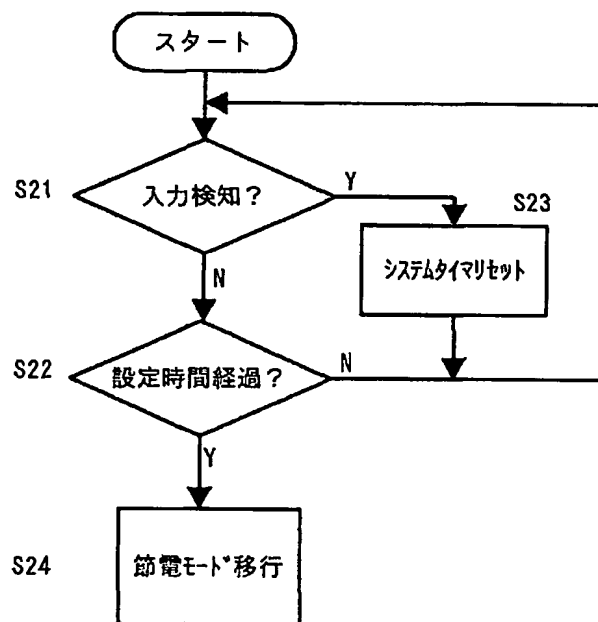 スタート
S21
入力検知?
Y
S23
システムタイマリセット
N
S22
設定時間経過?
N
Y
S24
節電モード移行